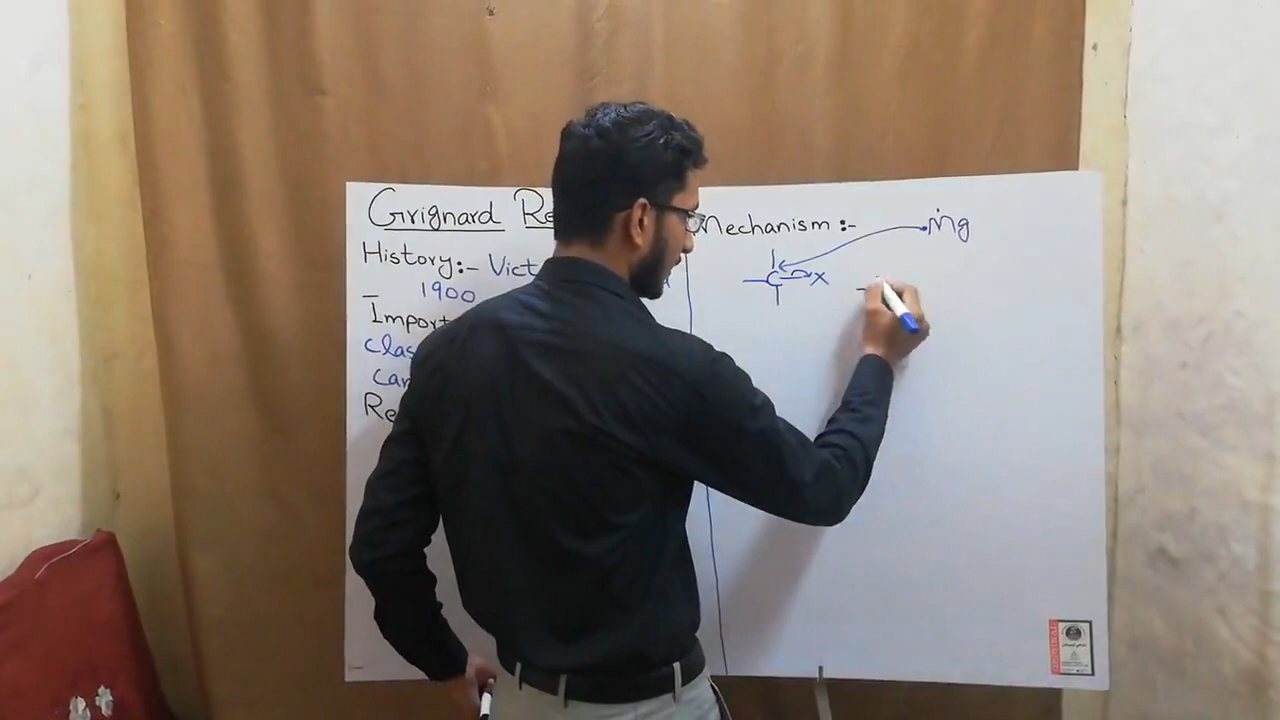 Grignard Re
History:- Vict
1900
Import
Clas
Car
Re
Mechanism :-
Mg
C X